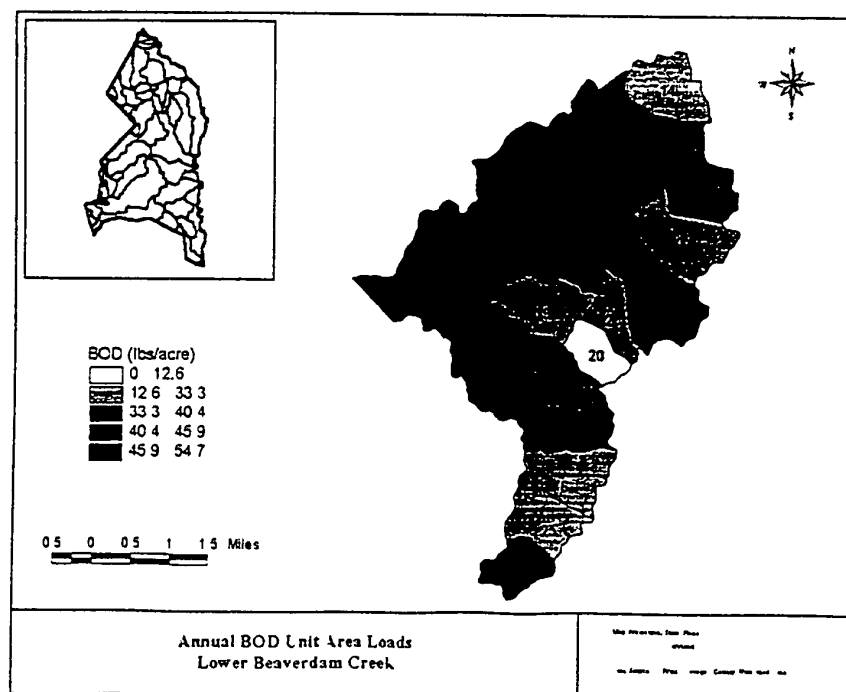 N
W
S
20
BOD (lbs/acre)
0 12.6
12 6 33 3
33 3 40 4
40 4 45 9
45 9 54 7
0 5 0 0 5 1 1 5 Miles
Annual BOD Unit Area Loads
Lower Beaverdam Creek